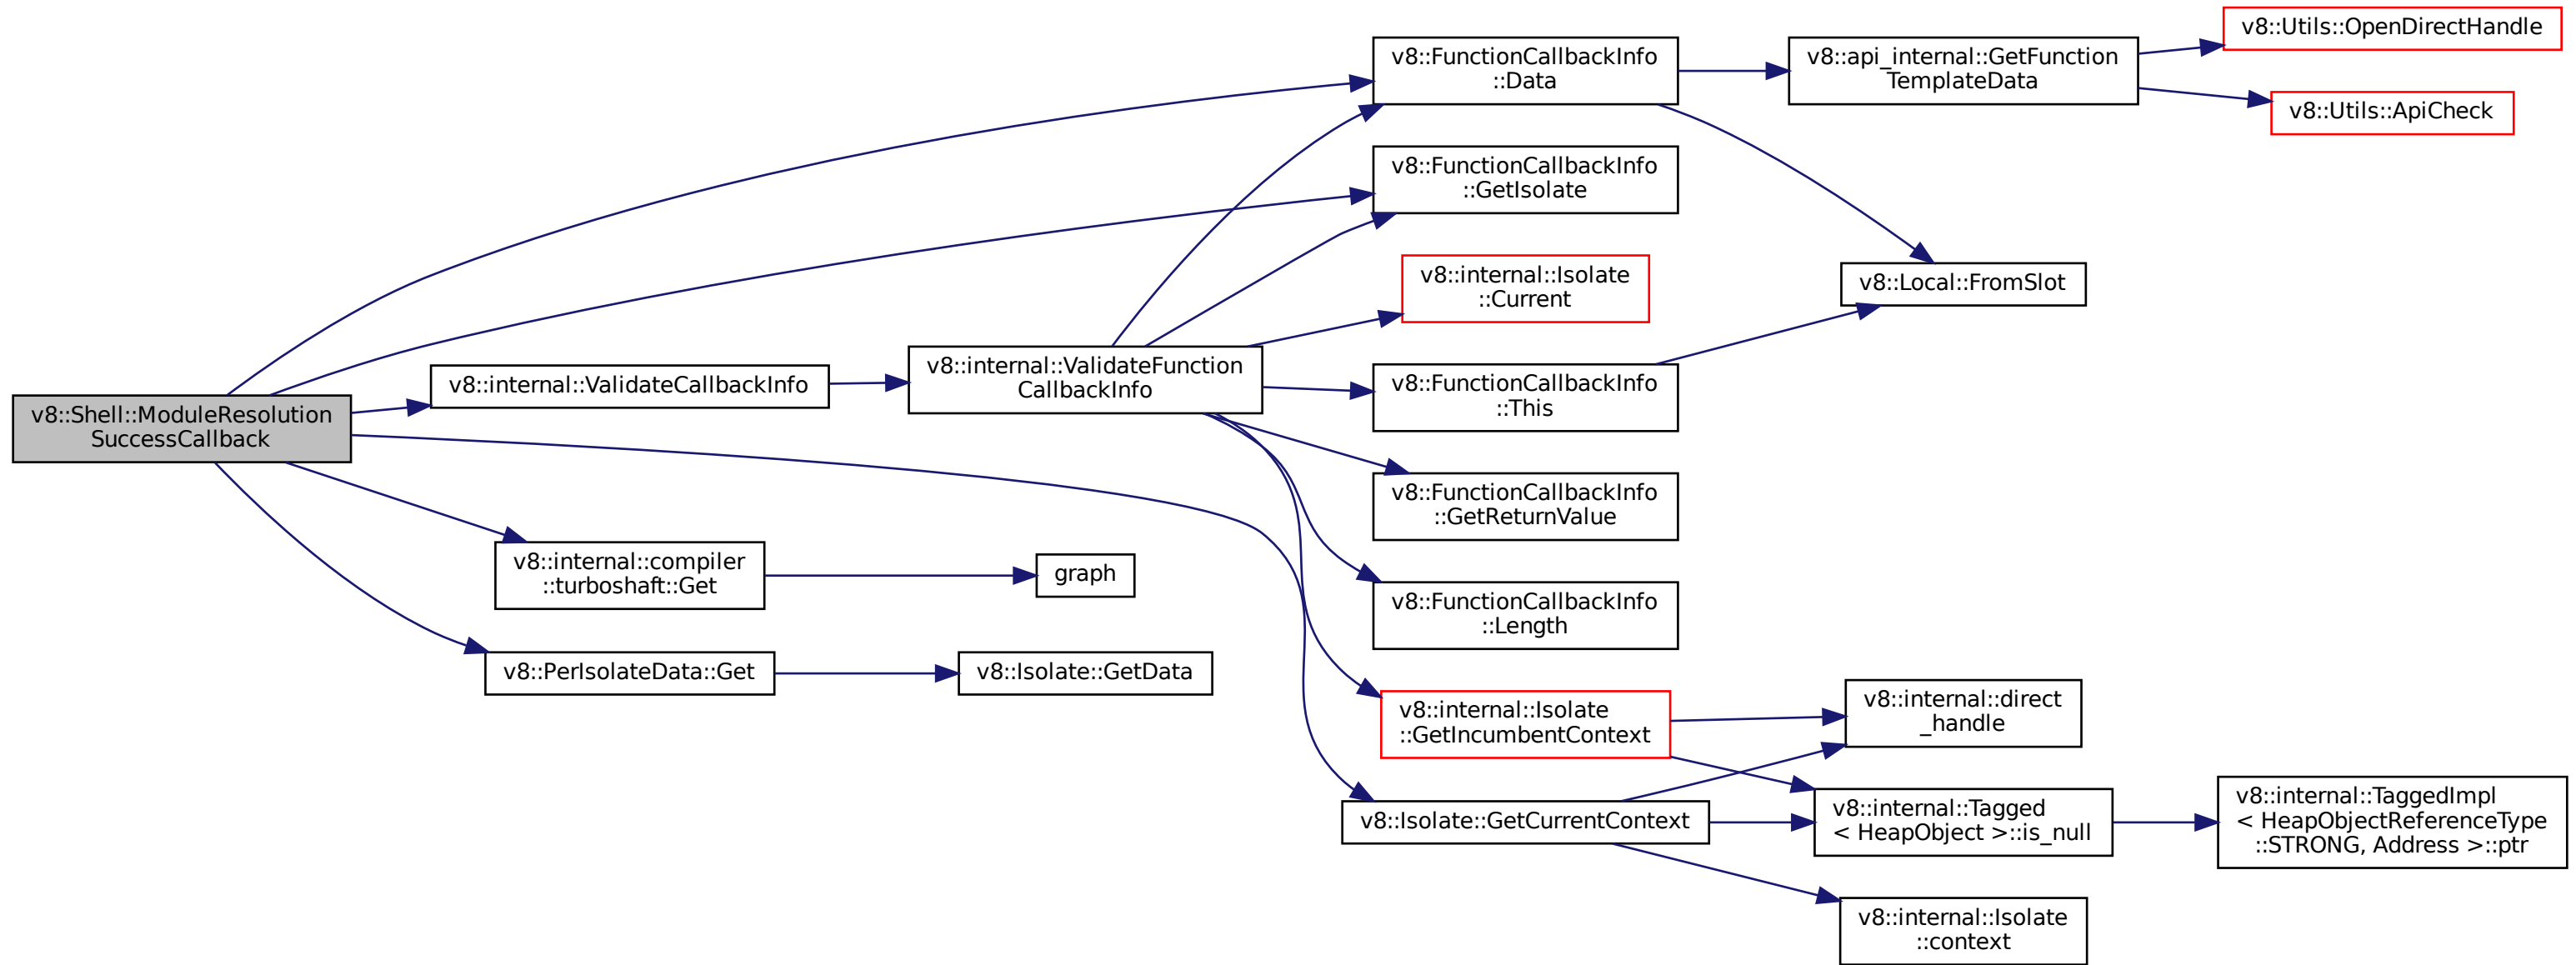 v8::Shell::ModuleResolution
SuccessCallback
v8::FunctionCallbackInfo
::Data
v8::api_internal::GetFunction
TemplateData
v8::Utils::OpenDirectHandle
v8::Utils::ApiCheck
v8::FunctionCallbackInfo
::GetIsolate
v8::internal::Isolate
::Current
v8::Local::FromSlot
v8::internal::ValidateCallbackInfo
v8::internal::ValidateFunction
CallbackInfo
v8::FunctionCallbackInfo
::This
v8::FunctionCallbackInfo
::GetReturnValue
v8::internal::compiler
::turboshaft::Get
graph
v8::FunctionCallbackInfo
::Length
v8::PerIsolateData::Get
v8::Isolate::GetData
v8::internal::Isolate
::GetIncumbentContext
v8::internal::direct
_handle
v8::Isolate::GetCurrentContext
v8::internal::Tagged
< HeapObject >::is_null
v8::internal::TaggedImpl
< HeapObjectReferenceType
::STRONG, Address >::ptr
v8::internal::Isolate
::context